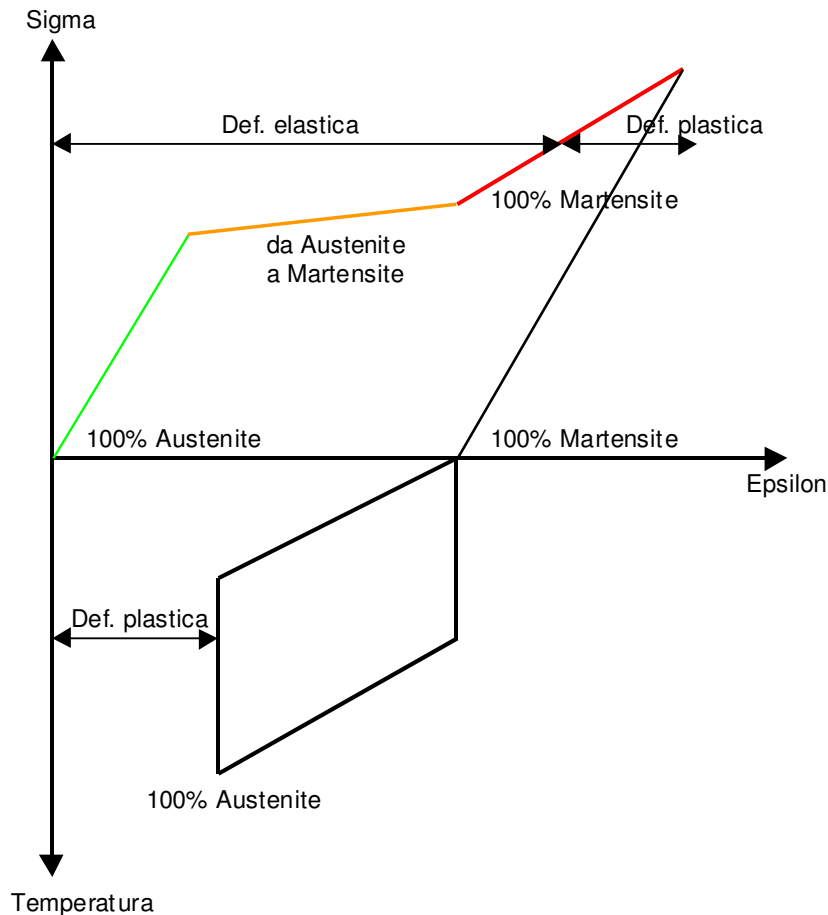 Sigma
Def. elastica
Def. plastica
100% Martensite
da Austenite
a Martensite
100% Austenite
100% Martensite
Epsilon
Def. plastica
100% Austenite
Temperatura